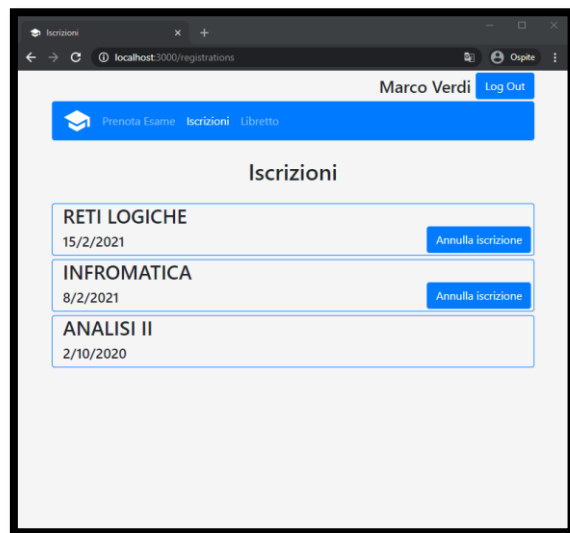 Iscrizioni
localhost:3000/registrations
Ospite
Marco Verdi Log Out
Prenota Esame Iscrizioni Libretto
Iscrizioni
RETI LOGICHE
15/2/2021 Annulla iscrizione
INFROMATICA
8/2/2021 Annulla iscrizione
ANALISI II
2/10/2020